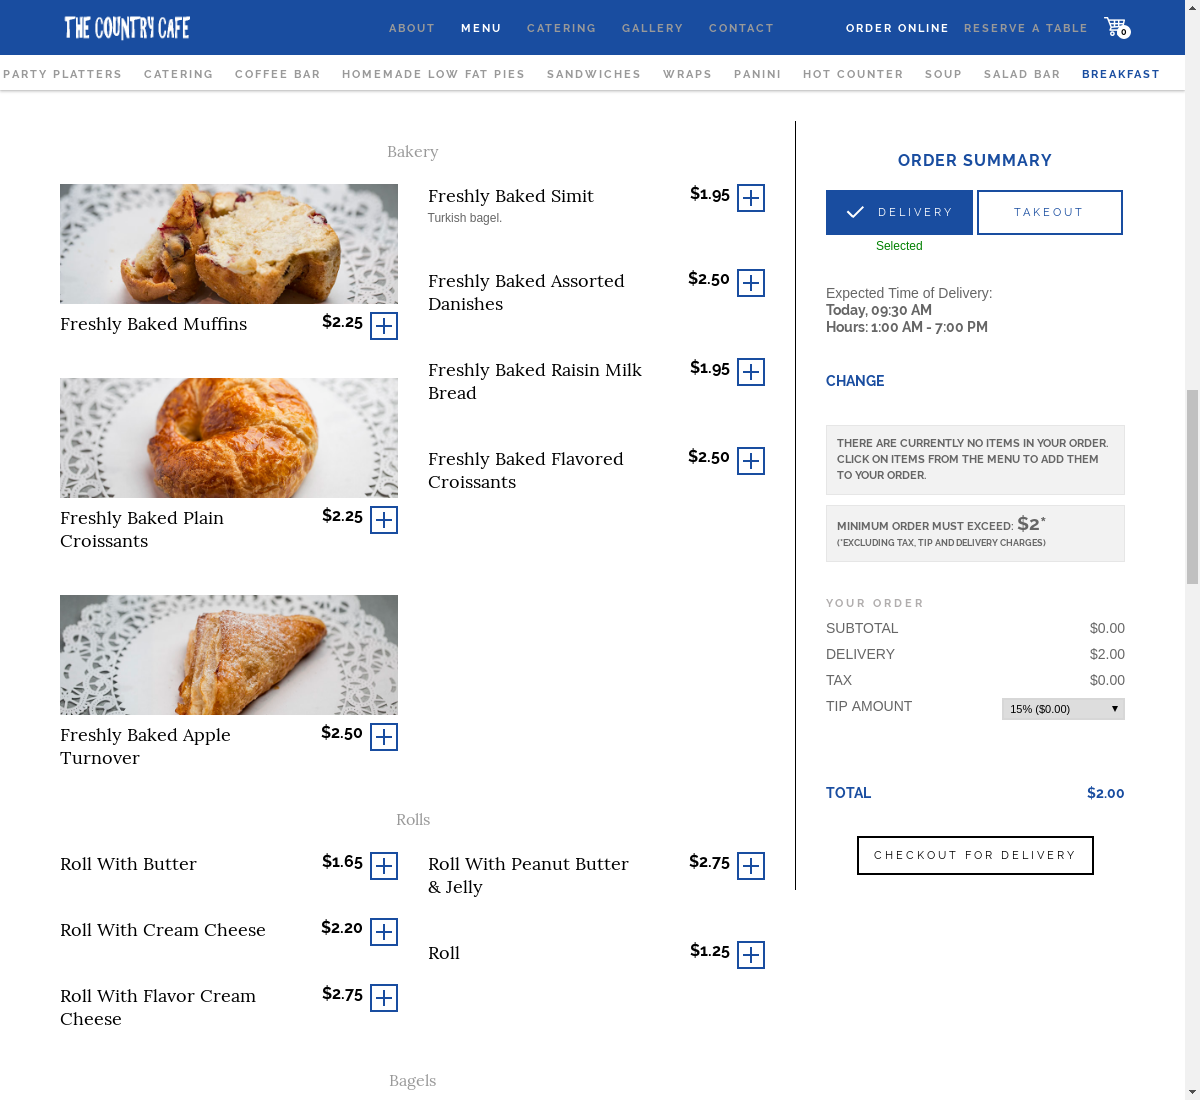 THE COUNTRY CAFE
ABOUT MENU CATERING GALLERY CONTACT ORDER ONLINE RESERVE A TABLE 0
PARTY PLATTERS CATERING COFFEE BAR HOMEMADE LOW FAT PIES SANDWICHES WRAPS PANINI HOT COUNTER SOUP SALAD BAR BREAKFAST
Bakery
Freshly Baked Muffins $2.25
Freshly Baked Plain
Croissants
$2.25
Freshly Baked Apple
Turnover
$2.50
Freshly Baked Simit $1.95
Turkish bagel.
Freshly Baked Assorted
Danishes
$2.50
Freshly Baked Raisin Milk
Bread
$1.95
Freshly Baked Flavored
Croissants
$2.50
Rolls
Roll With Butter $1.65
Roll With Cream Cheese $2.20
Roll With Flavor Cream
Cheese
$2.75
Roll With Peanut Butter
& Jelly
$2.75
Roll $1.25
Bagels
ORDER SUMMARY
DELIVERY TAKEOUT
Selected
Expected Time of Delivery:
Today, 09:30 AM
Hours: 1:00 AM - 7:00 PM
CHANGE
THERE ARE CURRENTLY NO ITEMS IN YOUR ORDER.
CLICK ON ITEMS FROM THE MENU TO ADD THEM
TO YOUR ORDER.
MINIMUM ORDER MUST EXCEED: $2*
(*EXCLUDING TAX, TIP AND DELIVERY CHARGES)
YOUR ORDER
SUBTOTAL $0.00
DELIVERY $2.00
TAX $0.00
TIP AMOUNT 15% ($0.00)
TOTAL $2.00
CHECKOUT FOR DELIVERY